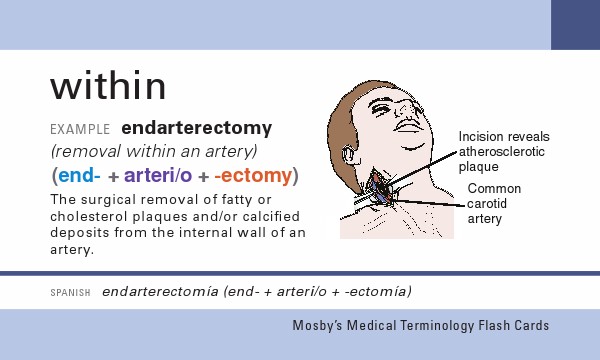 within
EXAMPLE endarterectomy
(removal within an artery)
(end- + arteri/o + -ectomy)
The surgical removal of fatty or
cholesterol plaques and/or calcified
deposits from the internal wall of an
artery.
Incision reveals
atherosclerotic
plaque
Common
carotid
artery
SPANISH endarterectomía (end- + arteri/o + -ectomía)
Mosby's Medical Terminology Flash Cards